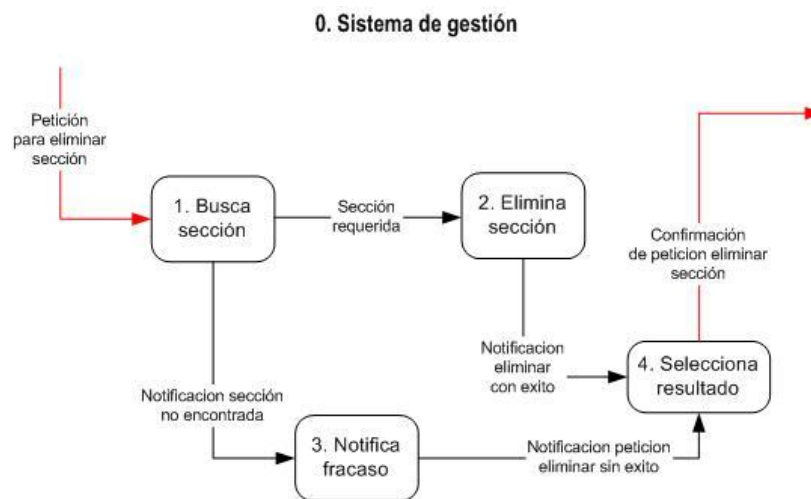 0. Sistema de gestión
Petición
para eliminar
sección
1. Busca
sección
Sección
requerida
2. Elimina
sección
Confirmación
de peticion eliminar
sección
Notificacion
eliminar
con exito
4. Selecciona
resultado
Notificacion sección
no encontrada
3. Notifica
fracaso
Notificacion peticion
eliminar sin exito